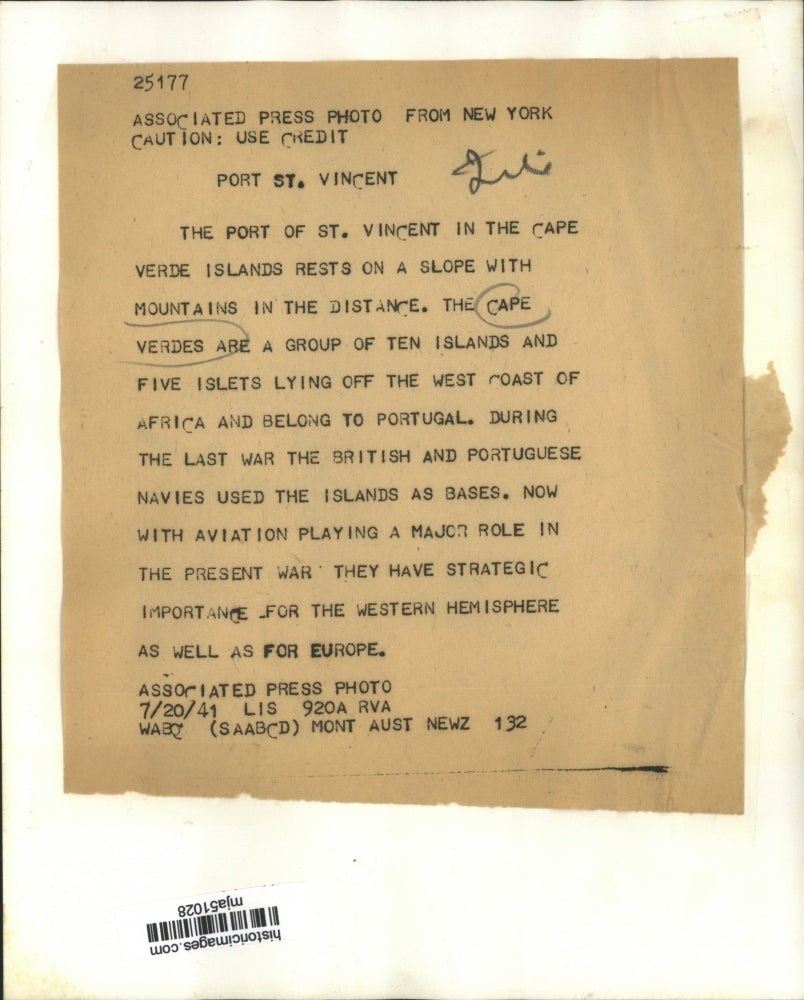 25177
ASSOCIATED PRESS PHOTO FROM NEW YORK
CAUTION: USE CREDIT
PORT ST. VINCENT
THE PORT OF ST. VINCENT IN THE CAPE
VERDE ISLANDS RESTS ON A SLOPE WITH
MOUNTAINS IN THE DISTANCE. THE CAPE
VERDES ARE A GROUP OF TEN ISLANDS AND
FIVE ISLETS LYING OFF THE WEST COAST OF
AFRICA AND BELONG TO PORTUGAL. DURING
THE LAST WAR THE BRITISH AND PORTUGUESE
NAVIES USED THE ISLANDS AS BASES. NOW
WITH AVIATION PLAYING A MAJOR ROLE IN
THE PRESENT WAR THEY HAVE STRATEGIC
IMPORTANCE FOR THE WESTERN HEMISPHERE
AS WELL AS FOR EUROPE.
ASSOCIATED PRESS PHOTO
7/20/41 LIS 920A RVA
(SAABCD) MONT AUST NEWZ 132
historicimages.com
mja51028